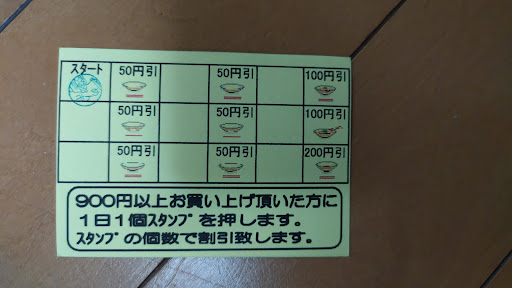 スタート 50円引 50円引 100円引
50円引 50円引 100円引
50円引 50円引 200円引
900円以上お買い上げ頂いた方に
1日1個ｽﾀﾝﾌﾟを押します。
ｽﾀﾝﾌﾟの個数で割引致します。